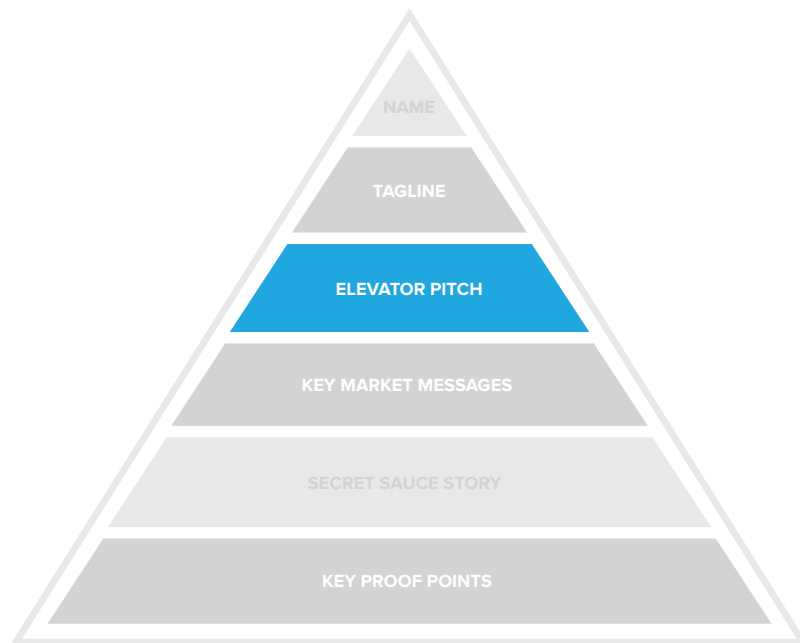 NAME
TAGLINE
ELEVATOR PITCH
KEY MARKET MESSAGES
SECRET SAUCE STORY
KEY PROOF POINTS